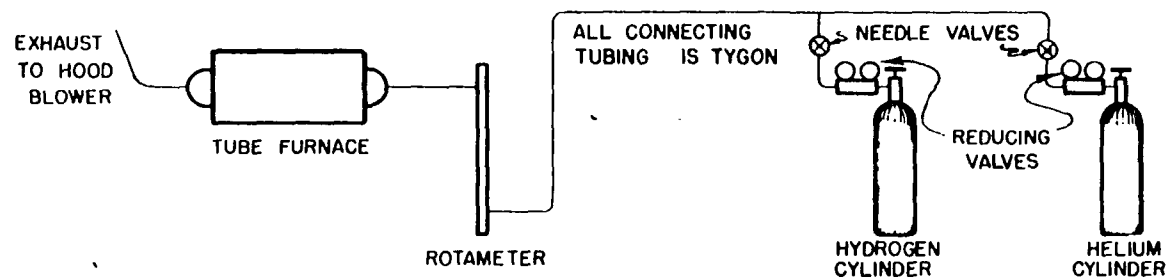 EXHAUST
TO HOOD
BLOWER
TUBE FURNACE
ROTAMETER
ALL CONNECTING
TUBING IS TYGON
NEEDLE VALVES
REDUCING
VALVES
HYDROGEN
CYLINDER
HELIUM
CYLINDER